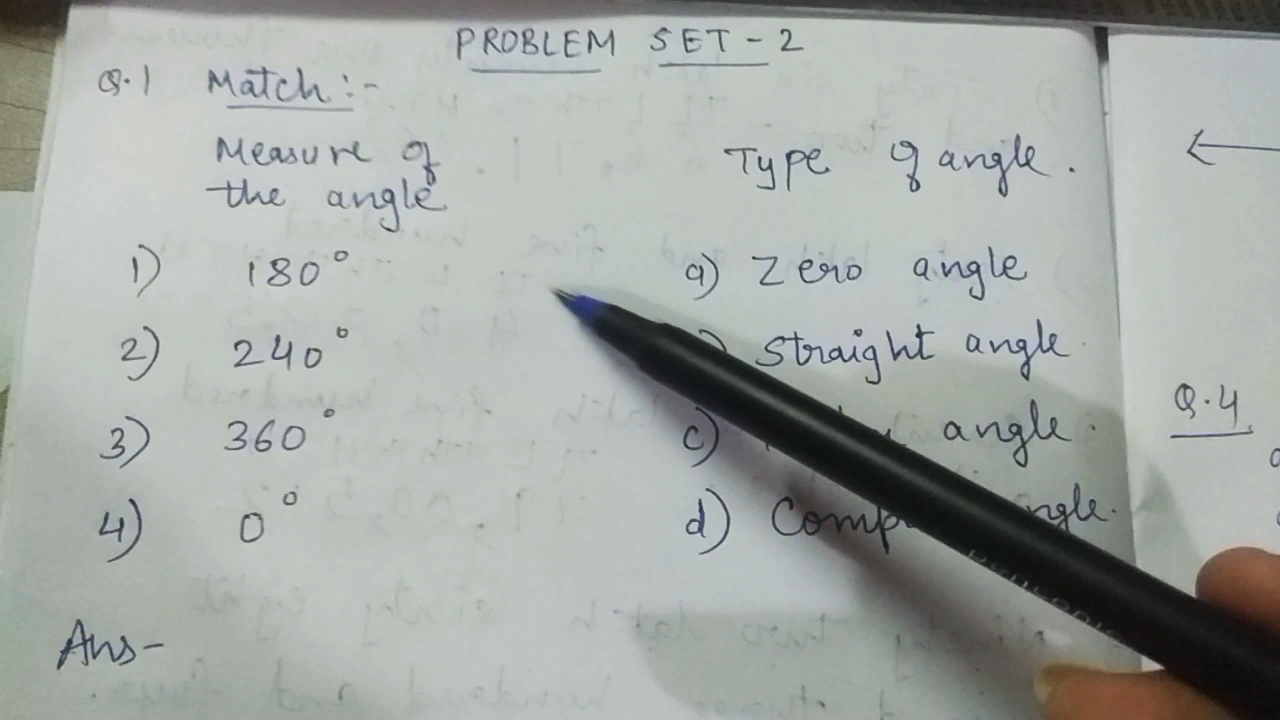 PROBLEM SET - 2
Q.1 Match :-
Measure of
the angle
Type of angle.
1) 180° a) Zero angle
2) 240° ) Straight angle.
3) 360° c) angle.
4) 0° d)
Ans-
Q.4